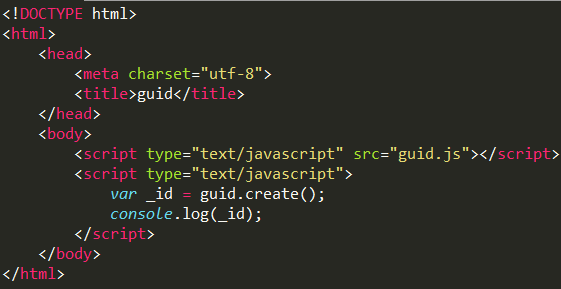 <!DOCTYPE html>
<html>
    <head>
        <meta charset="utf-8">
        <title>guid</title>
    </head>
    <body>
        <script type="text/javascript" src="guid.js"></script>
        <script type="text/javascript">
            var _id = guid.create();
            console.log(_id);
        </script>
    </body>
</html>